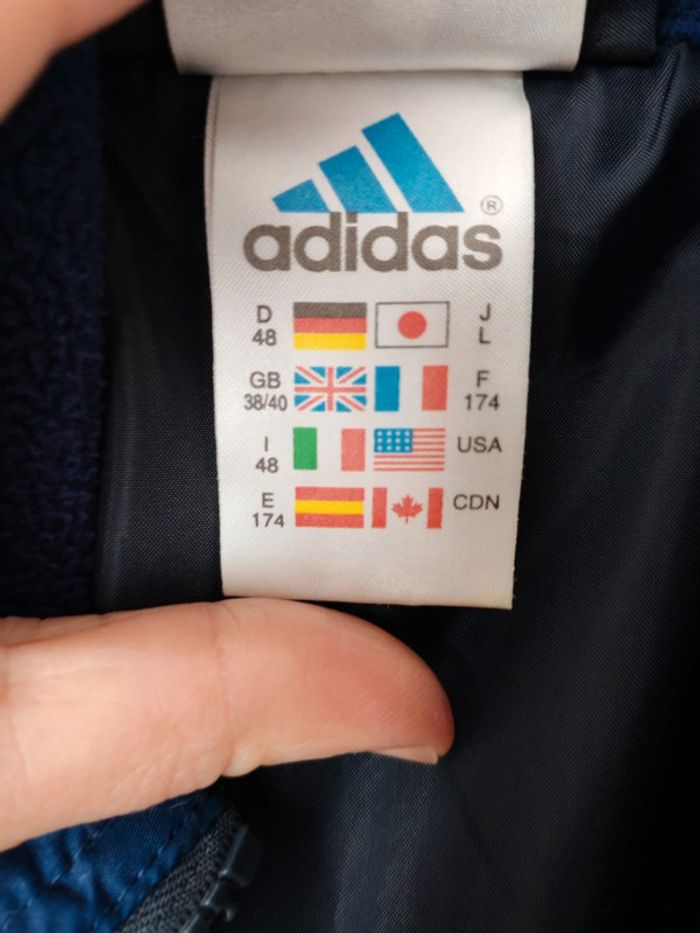 ®
adidas
D J
48 L
GB F
38/40 174
I USA
48
E CDN
174